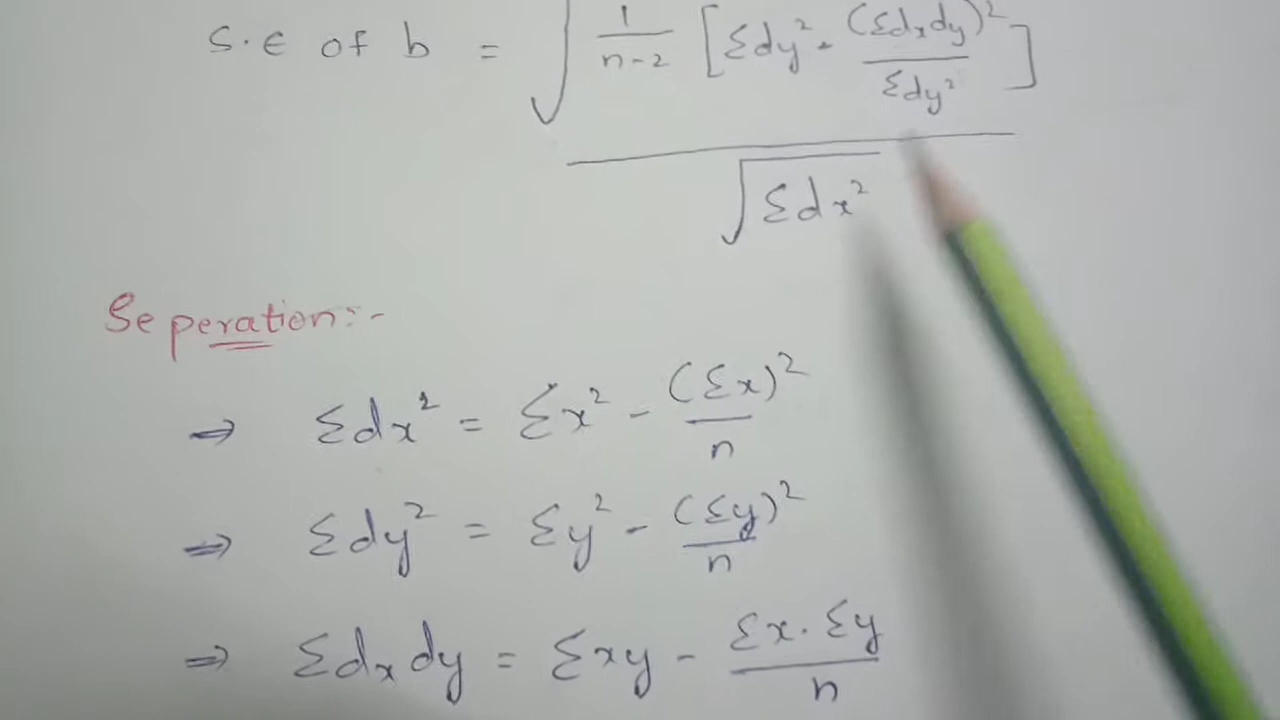 S.E of b = √ 1/n-2 [Σdy² - (Σdxdy)²/Σdy²]
√Σdx²
Seperation:-
⇒ Σdx² = Σx² - (Σx)²/n
⇒ Σdy² = Σy² - (Σy)²/n
⇒ Σdxdy = Σxy - Σx.Σy/n